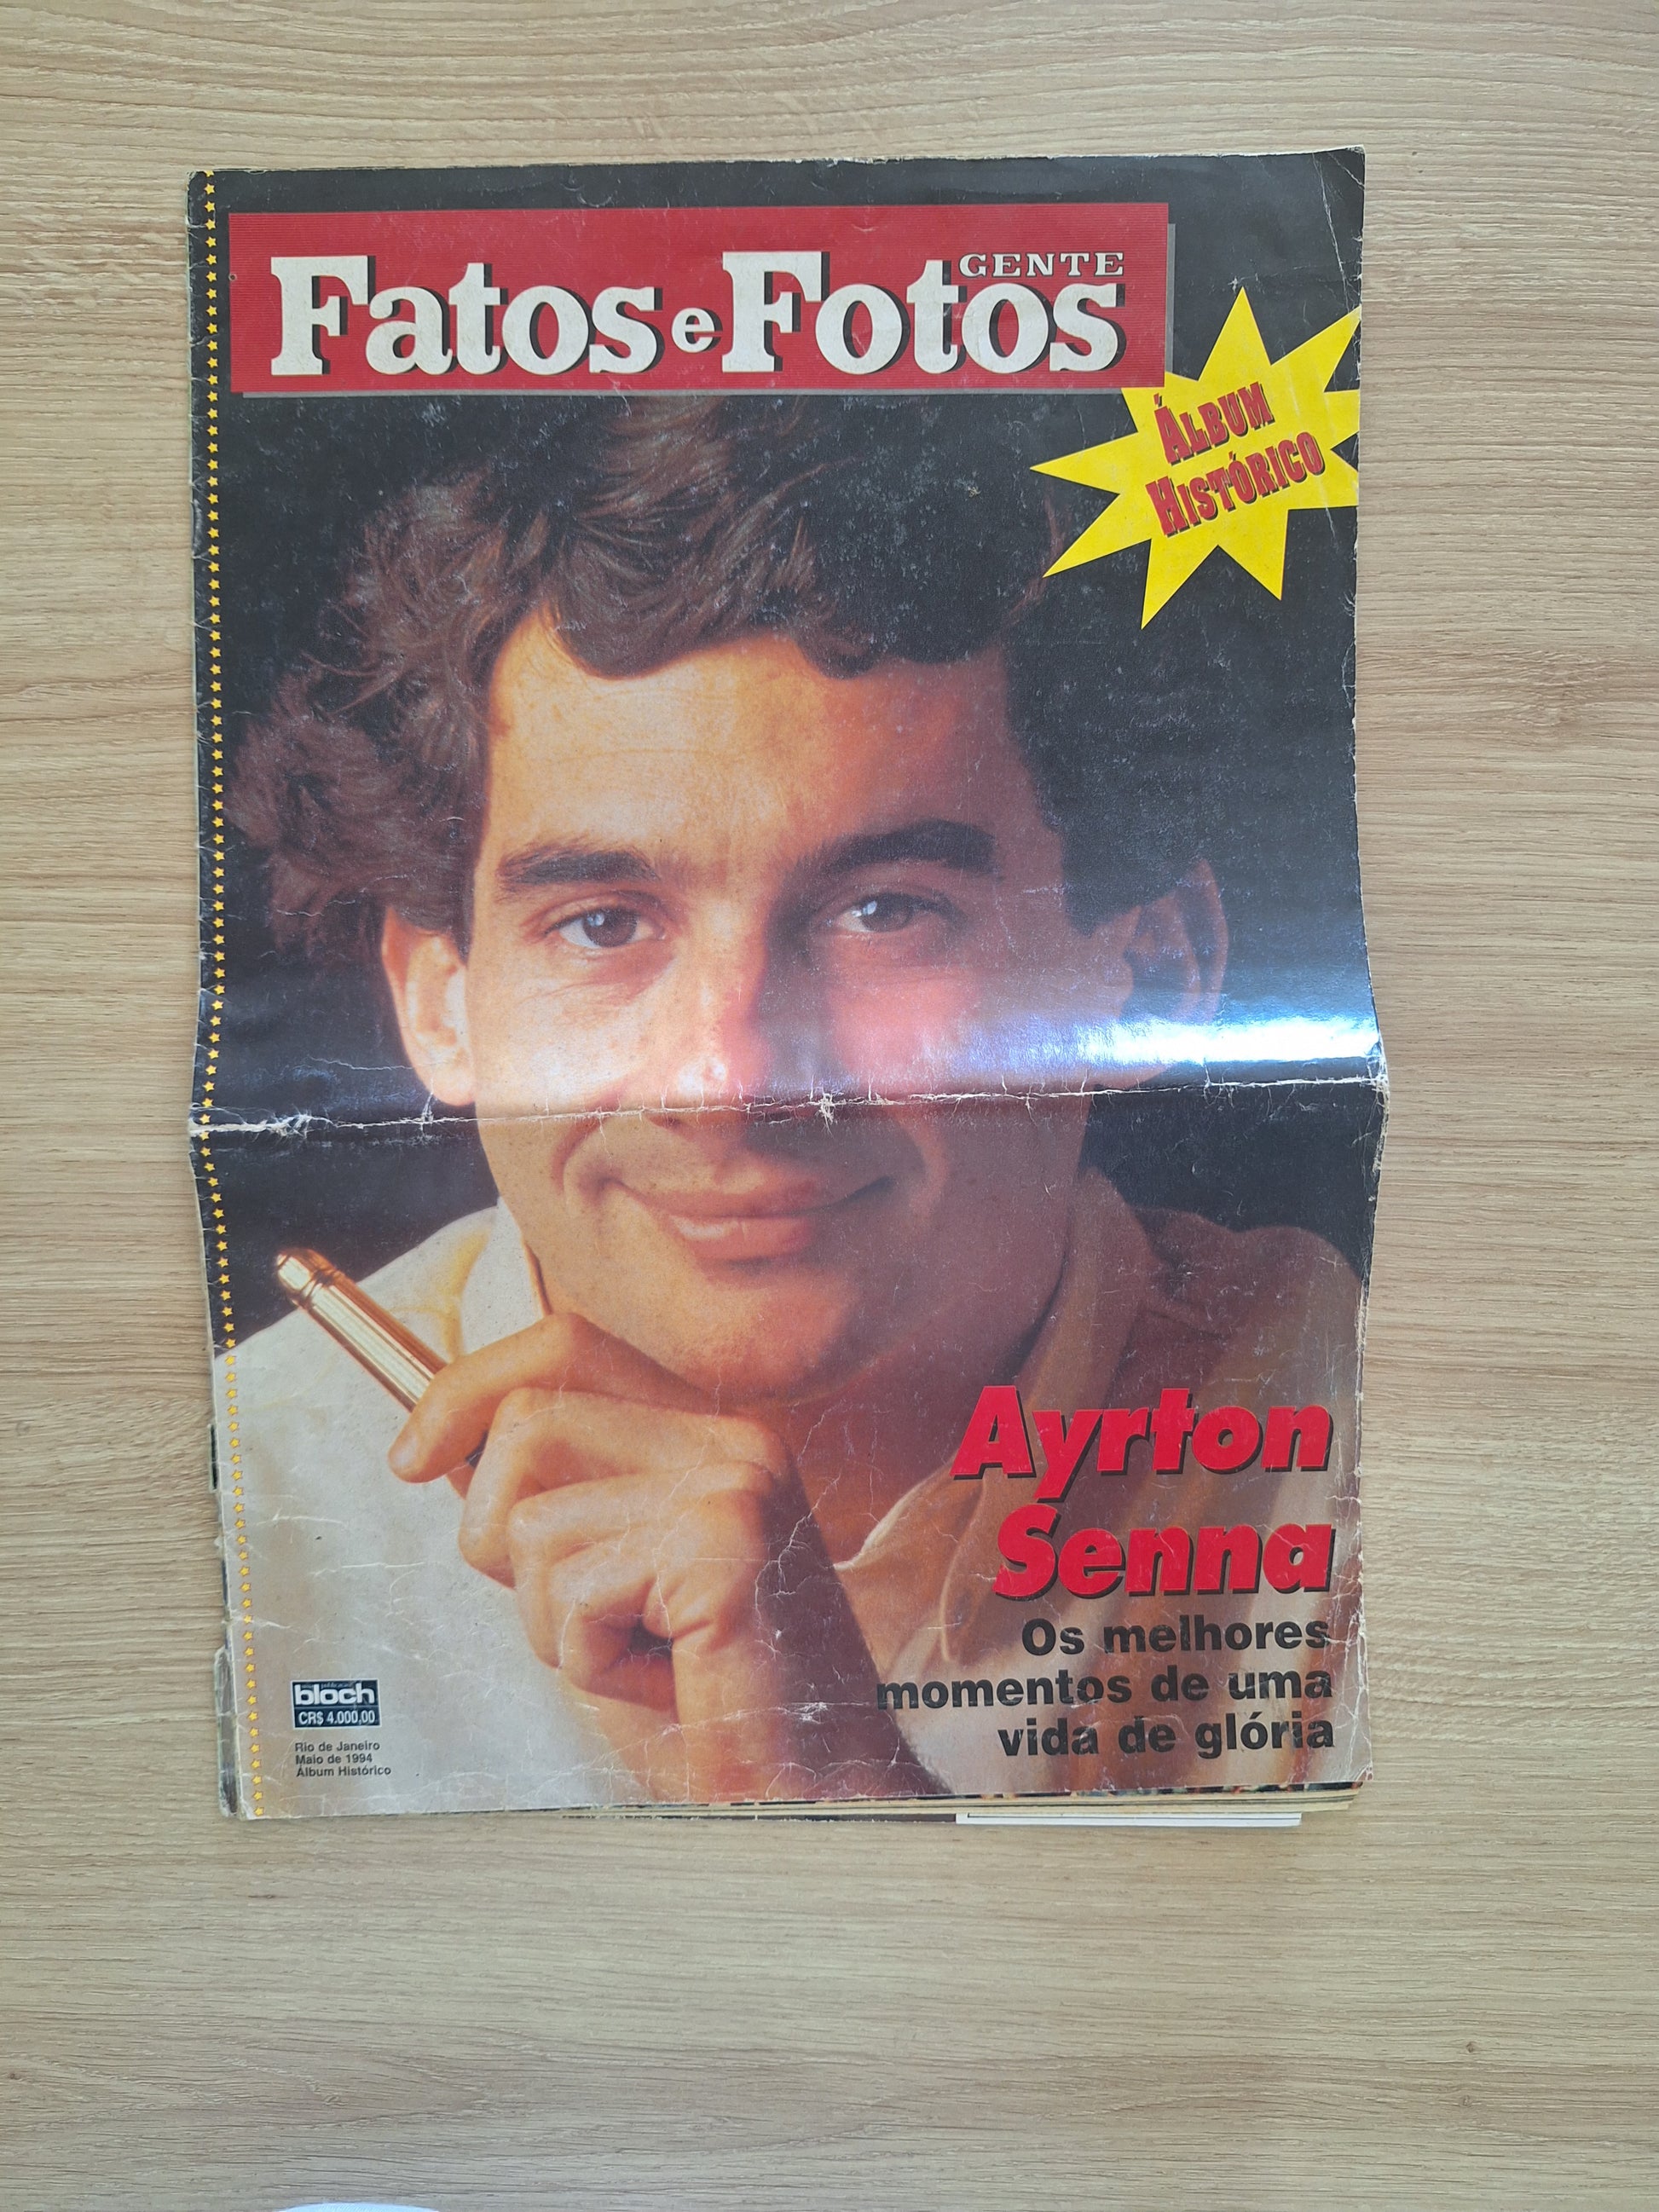 Fatos e Fotos
GENTE
ÁLBUM
HISTÓRICO
Ayrton
Senna
Os melhores
momentos de uma
vida de glória
bloch
CR$ 4.000,00
Rio de Janeiro
Maio de 1994
Álbum Histórico